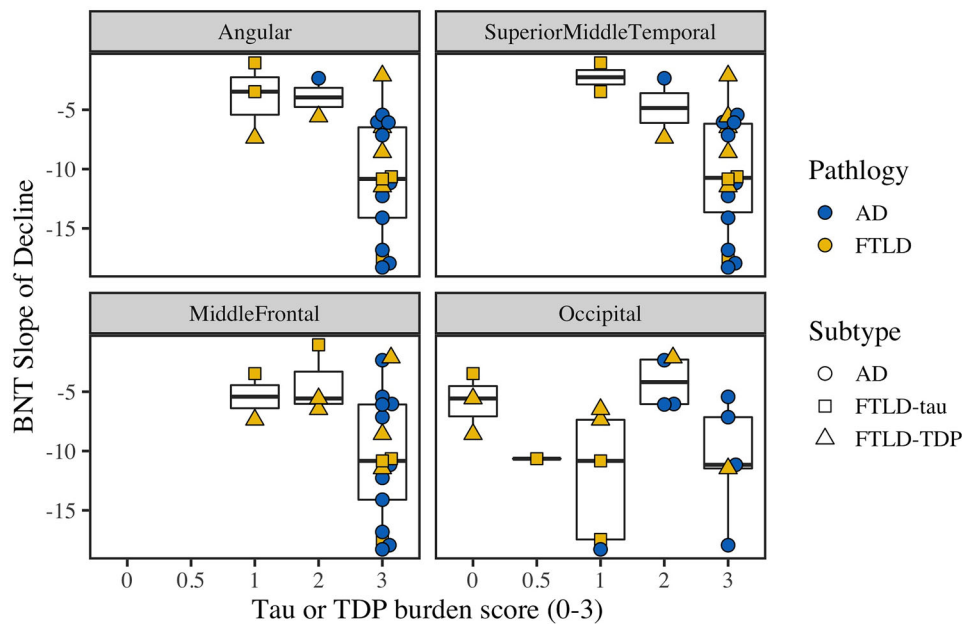 Angular
SuperiorMiddleTemporal
-5
-10
-15
MiddleFrontal
Occipital
-5
-10
-15
0 0.5 1 2 3
0 0.5 1 2 3
BNT Slope of Decline
Tau or TDP burden score (0-3)
Pathlogy
AD
FTLD
Subtype
AD
FTLD-tau
FTLD-TDP